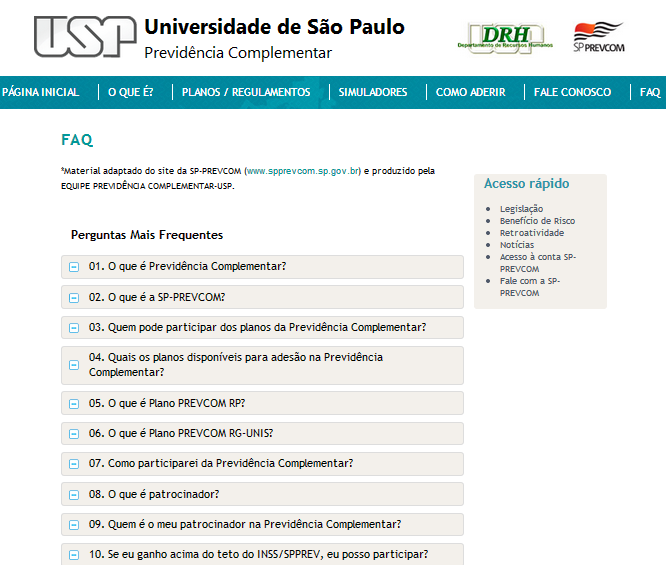 USP
Universidade de São Paulo
Previdência Complementar
DRH
Departamento de Recursos Humanos
SP PREVCOM
PÁGINA INICIAL
O QUE É?
PLANOS / REGULAMENTOS
SIMULADORES
COMO ADERIR
FALE CONOSCO
FAQ
FAQ
*Material adaptado do site da SP-PREVCOM (www.spprevcom.sp.gov.br) e produzido pela
EQUIPE PREVIDÊNCIA COMPLEMENTAR-USP.
Perguntas Mais Frequentes
01. O que é Previdência Complementar?
02. O que é a SP-PREVCOM?
03. Quem pode participar dos planos da Previdência Complementar?
04. Quais os planos disponíveis para adesão na Previdência
Complementar?
05. O que é Plano PREVCOM RP?
06. O que é Plano PREVCOM RG-UNIS?
07. Como participarei da Previdência Complementar?
08. O que é patrocinador?
09. Quem é o meu patrocinador na Previdência Complementar?
10. Se eu ganho acima do teto do INSS/SPPREV, eu posso participar?
Acesso rápido
Legislação
Benefício de Risco
Retroatividade
Notícias
Acesso à conta SP-
PREVCOM
Fale com a SP-
PREVCOM